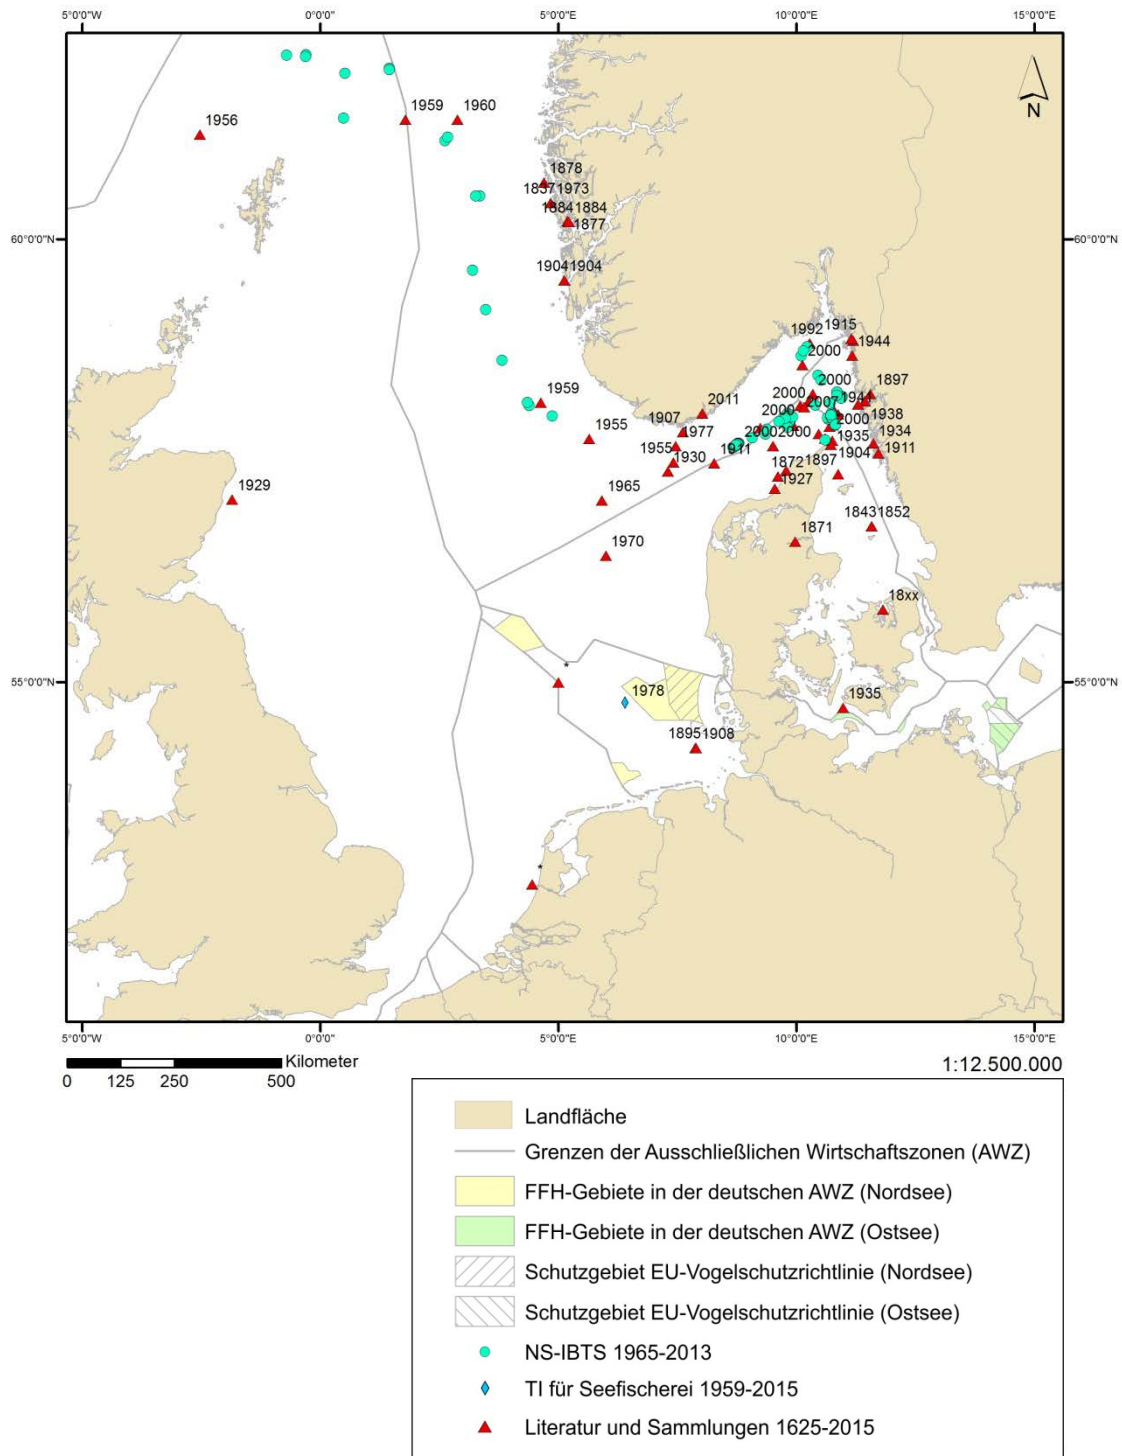 5°0'0"W 0°0'0" 5°0'0"E 10°0'0"E 15°0'0"E
N
1956
1959 1960
1878
1837 1973
1884 1884
1877
60°0'0"N 60°0'0"N
1904 1904
1992 1915
2000 1944
2000 1897
1959 2011 2000 2007 1944
1955 1907 2000 2000 1938
1977 2000 2000 1935 1934
1955 1930 1911 1897 1904 1911
1872
1929 1965 1927
1843 1852
1970 1871
18xx
*
55°0'0"N 55°0'0"N
1978 1935
1895 1908
*
5°0'0"W 0°0'0" 5°0'0"E 10°0'0"E 15°0'0"E
Kilometer
0 125 250 500
1:12.500.000
Landfläche
Grenzen der Ausschließlichen Wirtschaftszonen (AWZ)
FFH-Gebiete in der deutschen AWZ (Nordsee)
FFH-Gebiete in der deutschen AWZ (Ostsee)
Schutzgebiet EU-Vogelschutzrichtlinie (Nordsee)
Schutzgebiet EU-Vogelschutzrichtlinie (Ostsee)
NS-IBTS 1965-2013
TI für Seefischerei 1959-2015
Literatur und Sammlungen 1625-2015